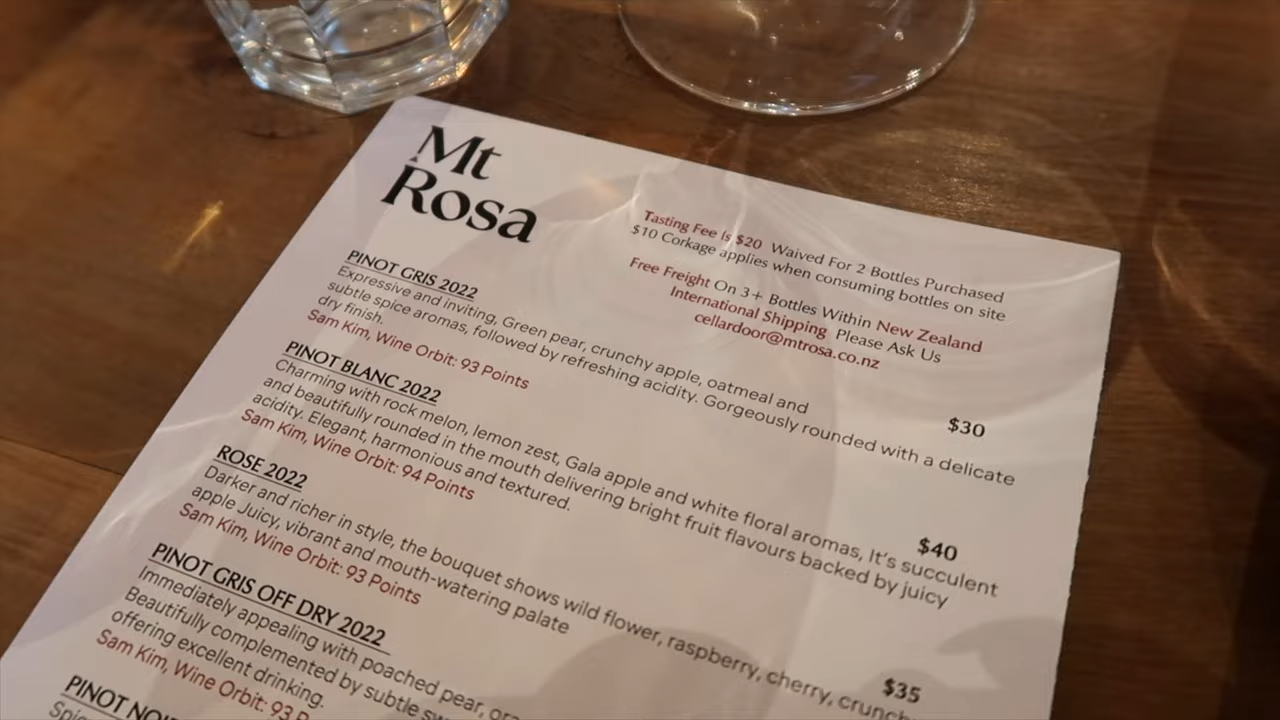 Mt
Rosa
Tasting Fee Is $20 Waived For 2 Bottles Purchased
$10 Corkage applies when consuming bottles on site
Free Freight On 3+ Bottles Within New Zealand
International Shipping Please Ask Us
cellardoor@mtrosa.co.nz
PINOT GRIS 2022
$30
Expressive and inviting, Green pear, crunchy apple, oatmeal and
subtle spice aromas, followed by refreshing acidity. Gorgeously rounded with a delicate
dry finish.
Sam Kim, Wine Orbit: 93 Points
PINOT BLANC 2022
$40
Charming with rock melon, lemon zest, Gala apple and white floral aromas, It's succulent
and beautifully rounded in the mouth delivering bright fruit flavours backed by juicy
acidity. Elegant, harmonious and textured.
Sam Kim, Wine Orbit: 94 Points
ROSE 2022
$35
Darker and richer in style, the bouquet shows wild flower, raspberry, cherry, crunch
apple Juicy, vibrant and mouth-watering palate
Sam Kim, Wine Orbit: 93 Points
PINOT GRIS OFF DRY 2022
Immediately appealing with poached pear,
Beautifully complemented by subtle
offering excellent drinking.
Sam Kim, Wine Orbit: 93 P
PINOT